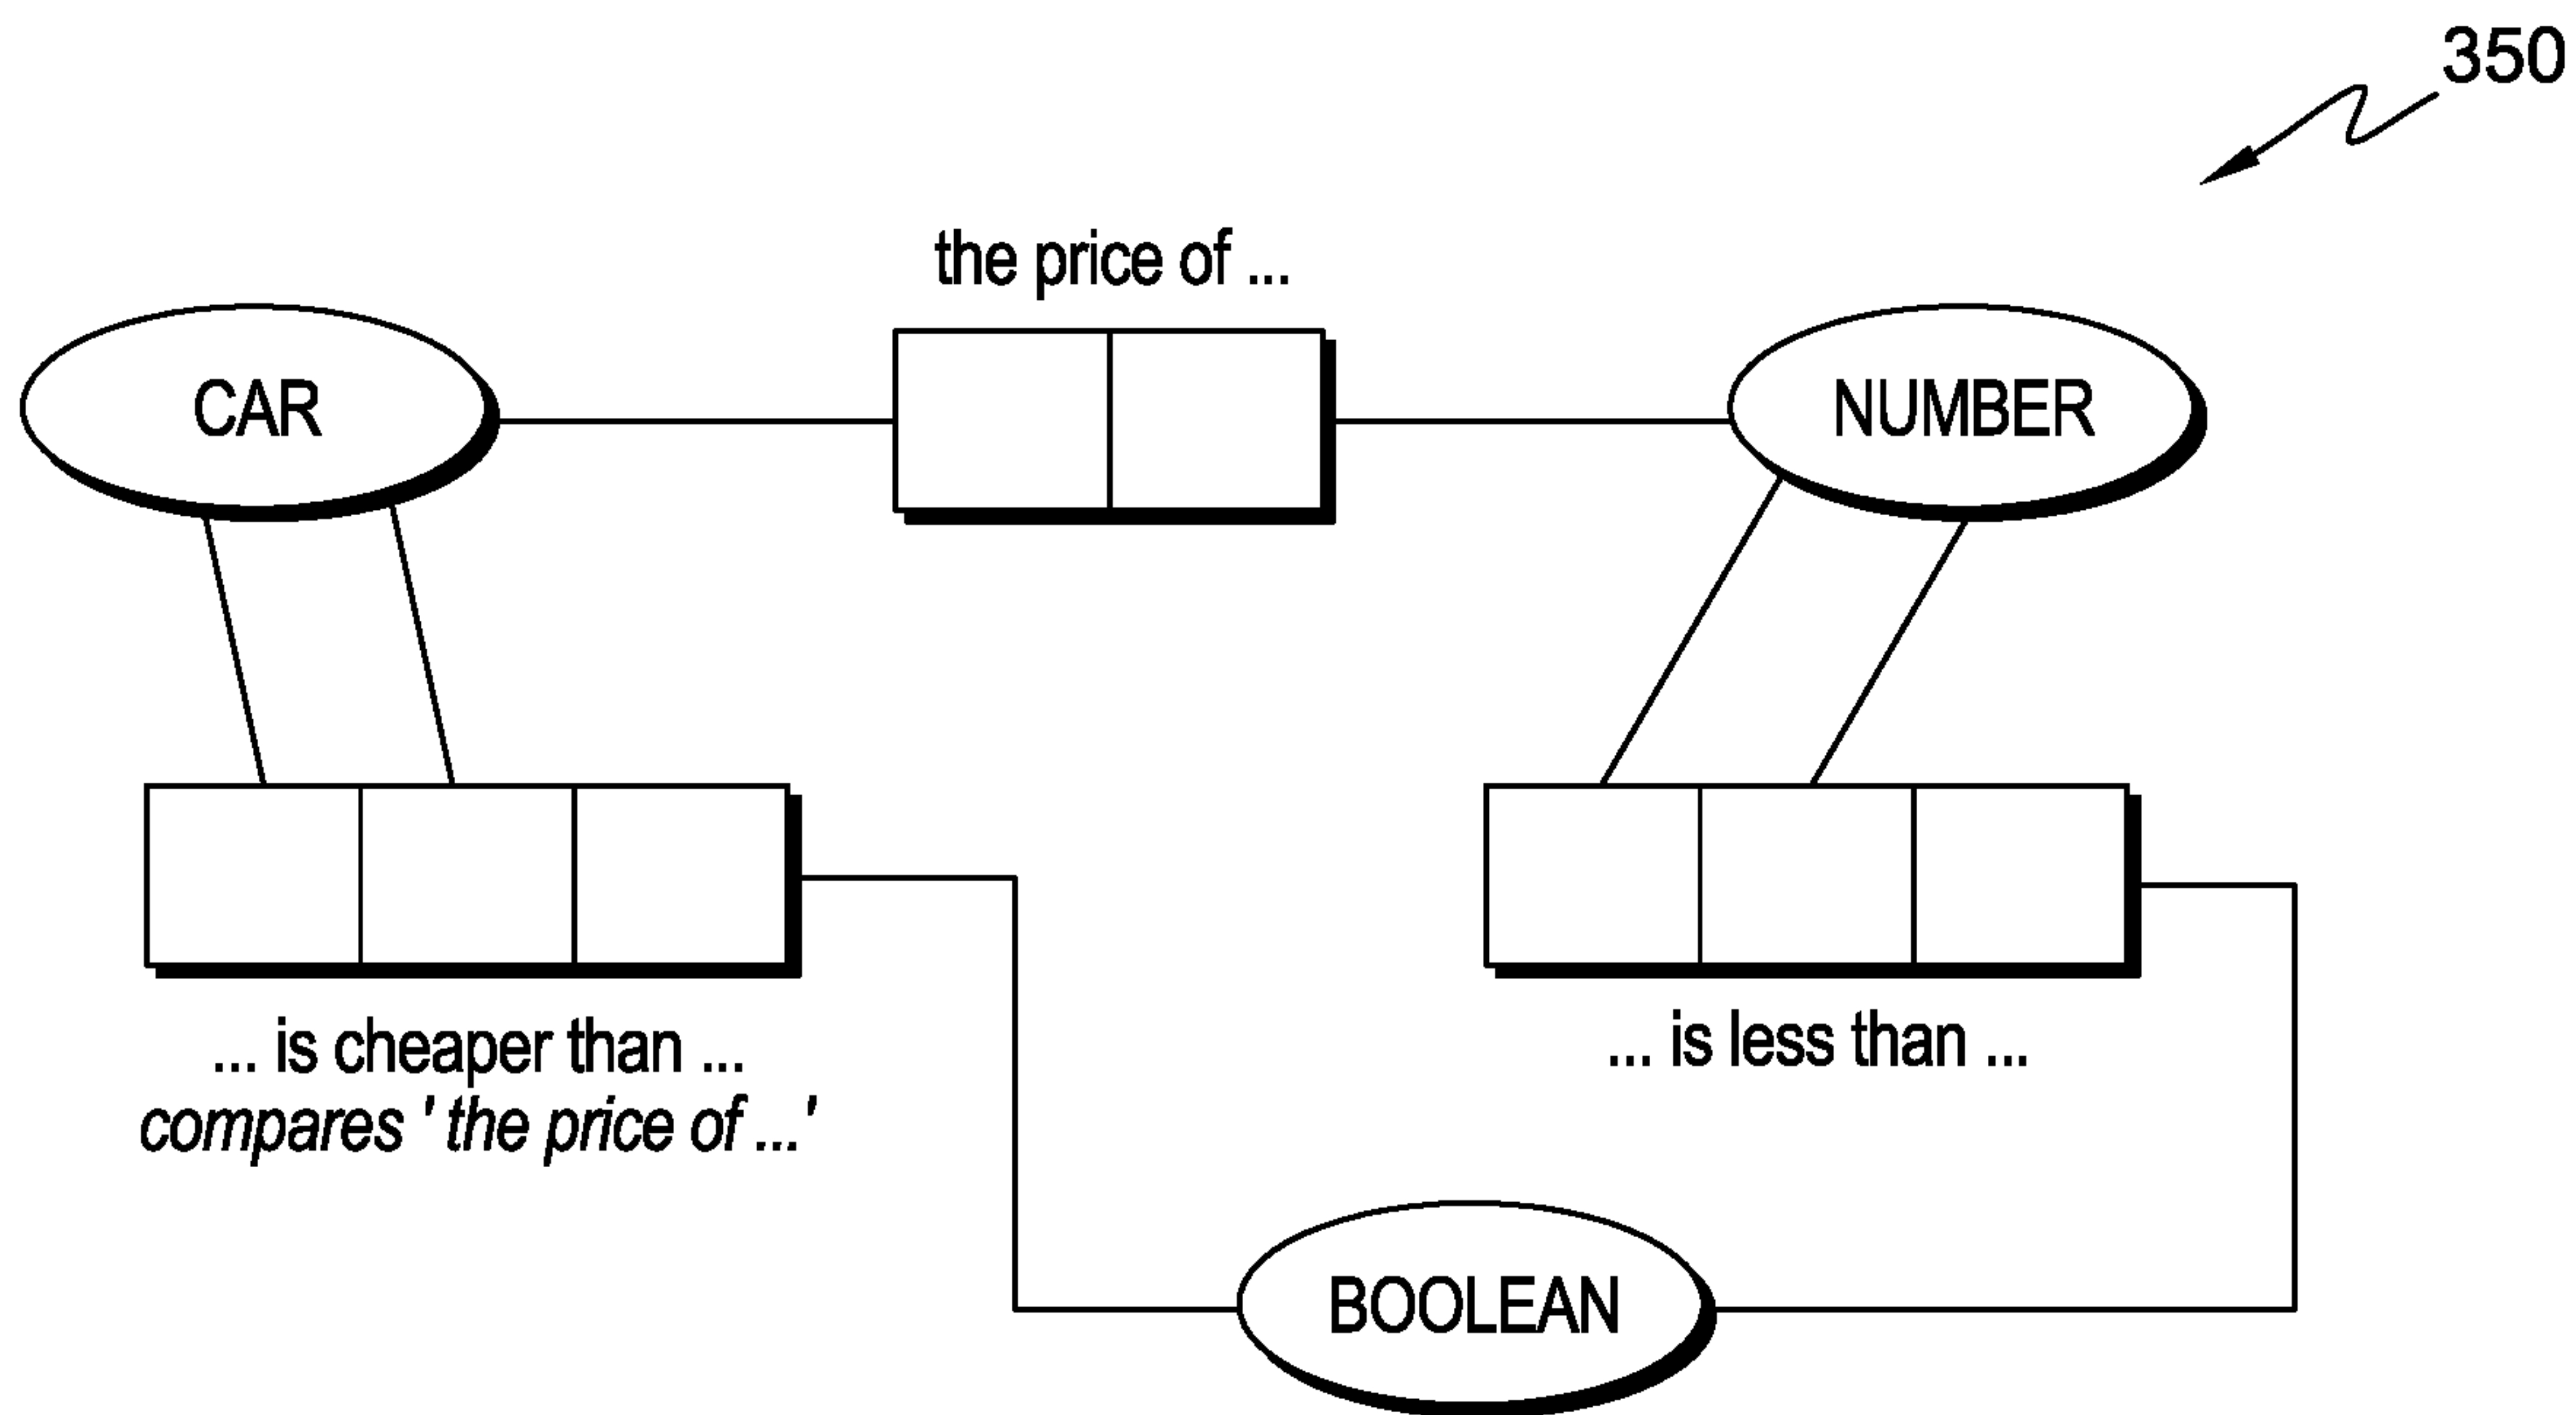 350
the price of ...
CAR
NUMBER
... is cheaper than ...
compares ' the price of ...'
... is less than ...
BOOLEAN